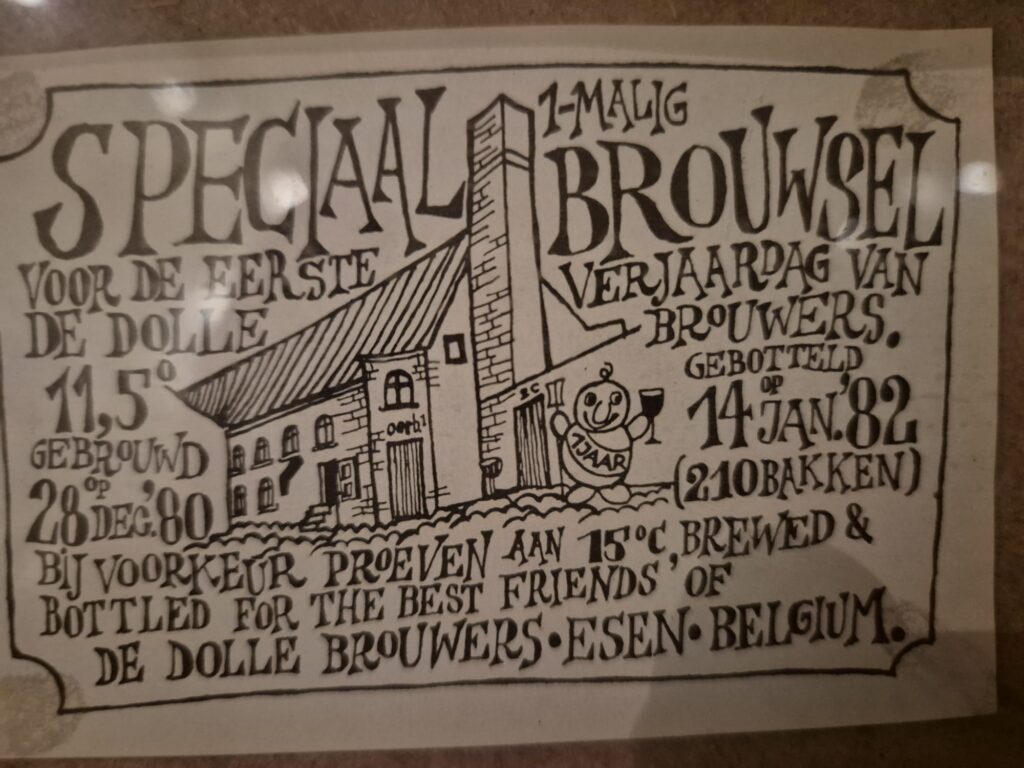 SPECIAAL 1-MALIG BROUWSEL
VOOR DE EERSTE VERJAARDAG VAN
DE DOLLE BROUWERS.
11,5°
GEBROUWD
OP
28 DEC. '80
GEBOTTELD
OP
14 JAN. '82
(210 BAKKEN)
1 JAAR
BIJ VOORKEUR PROEVEN AAN 15°C, BREWED &
BOTTLED FOR THE BEST FRIENDS' OF
DE DOLLE BROUWERS • ESEN • BELGIUM.